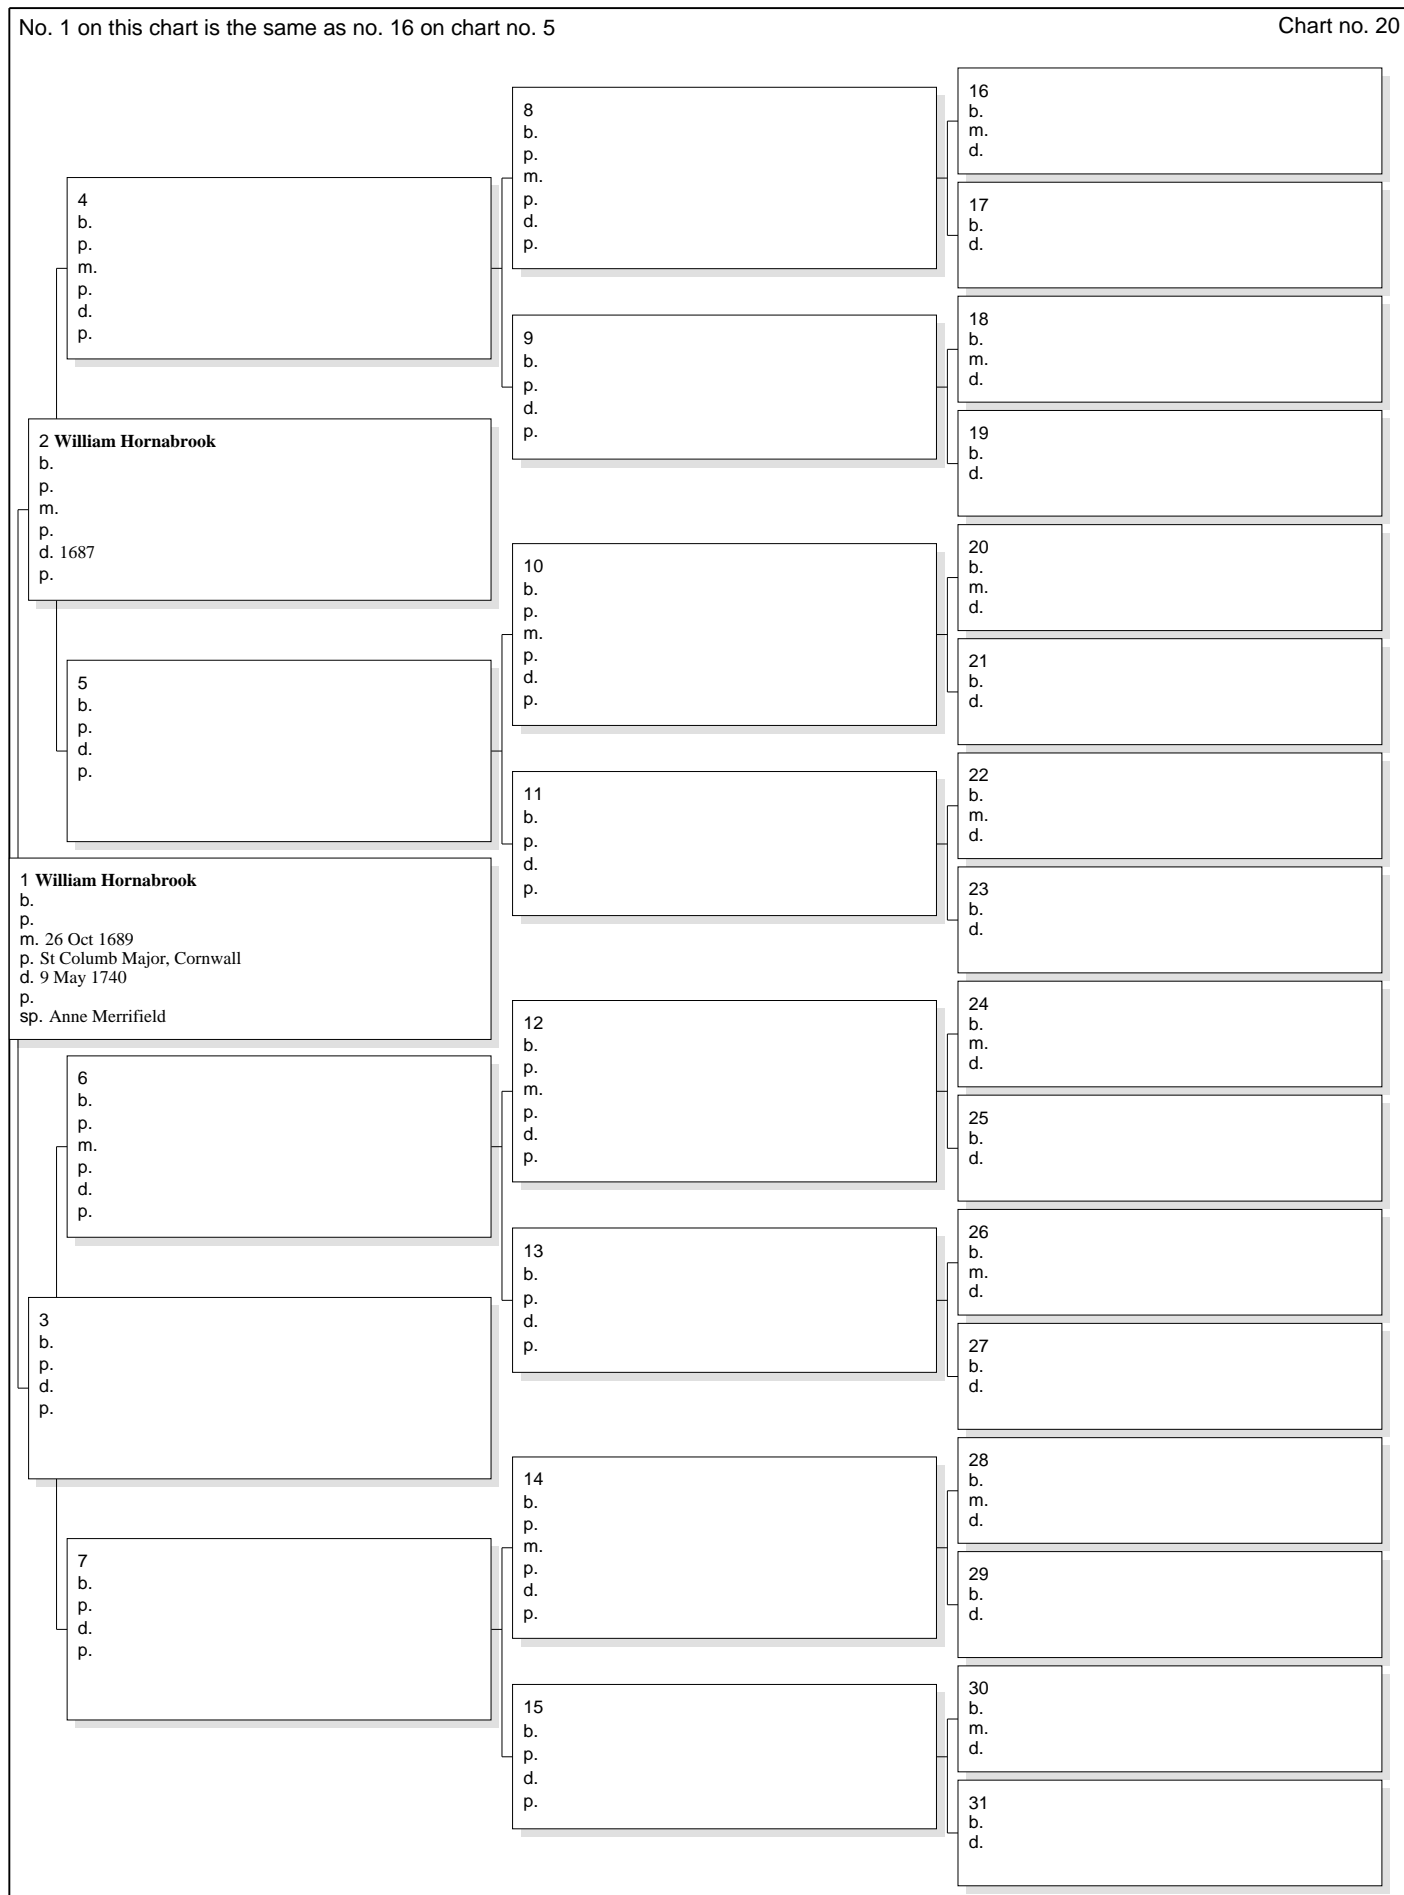 No. 1 on this chart is the same as no. 16 on chart no. 5
Chart no. 20
4
b.
p.
m.
p.
d.
p.
2 William Hornabrook
b.
p.
m.
p.
d. 1687
p.
5
b.
p.
d.
p.
1 William Hornabrook
b.
p.
m. 26 Oct 1689
p. St Columb Major, Cornwall
d. 9 May 1740
p.
sp. Anne Merrifield
6
b.
p.
m.
p.
d.
p.
3
b.
p.
d.
p.
7
b.
p.
d.
p.
8
b.
p.
m.
p.
d.
p.
9
b.
p.
d.
p.
10
b.
p.
m.
p.
d.
p.
11
b.
p.
d.
p.
12
b.
p.
m.
p.
d.
p.
13
b.
p.
d.
p.
14
b.
p.
m.
p.
d.
p.
15
b.
p.
d.
p.
16
b.
m.
d.
17
b.
d.
18
b.
m.
d.
19
b.
d.
20
b.
m.
d.
21
b.
d.
22
b.
m.
d.
23
b.
d.
24
b.
m.
d.
25
b.
d.
26
b.
m.
d.
27
b.
d.
28
b.
m.
d.
29
b.
d.
30
b.
m.
d.
31
b.
d.